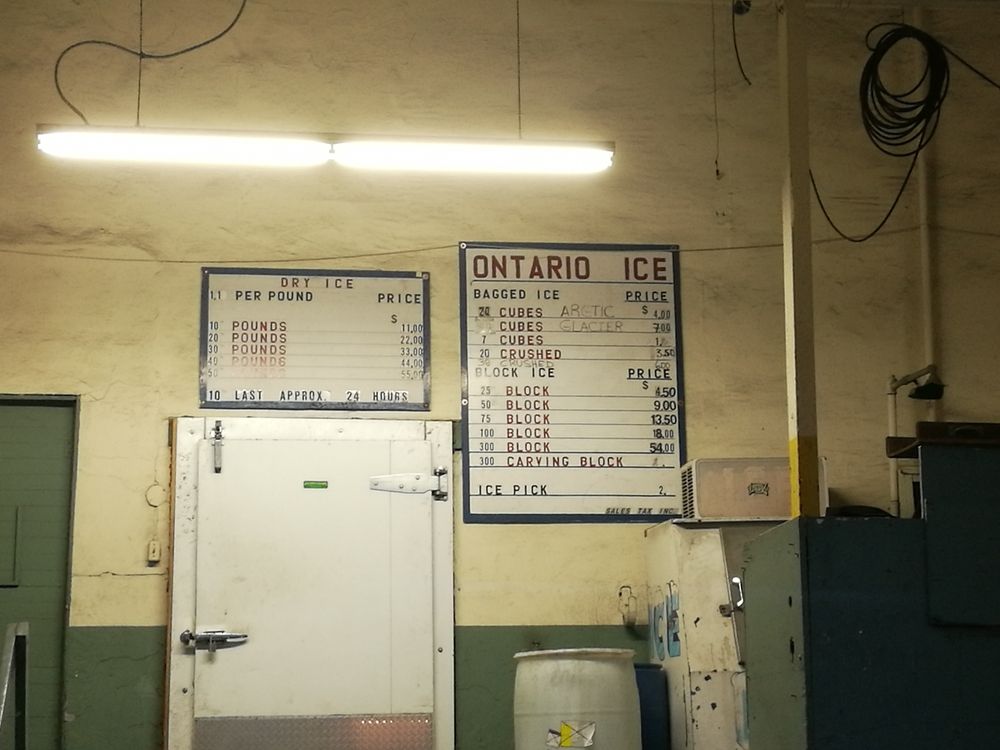 DRY ICE
1.1 PER POUND PRICE
$
10 POUNDS 11.00
20 POUNDS 22.00
30 POUNDS 33.00
40 POUNDS 44.00
50 POUNDS 55.00
10 LAST APPROX. 24 HOURS
ONTARIO ICE
BAGGED ICE PRICE
CUBES ARCTIC $ 4.00
CUBES GLACIER 7.00
7 CUBES
20 CRUSHED 3.50
CRUSHED
BLOCK ICE PRICE
$
25 BLOCK 4.50
50 BLOCK 9.00
75 BLOCK 13.50
100 BLOCK 18.00
300 BLOCK 54.00
300 CARVING BLOCK
ICE PICK 2.
SALES TAX INC.
ICE